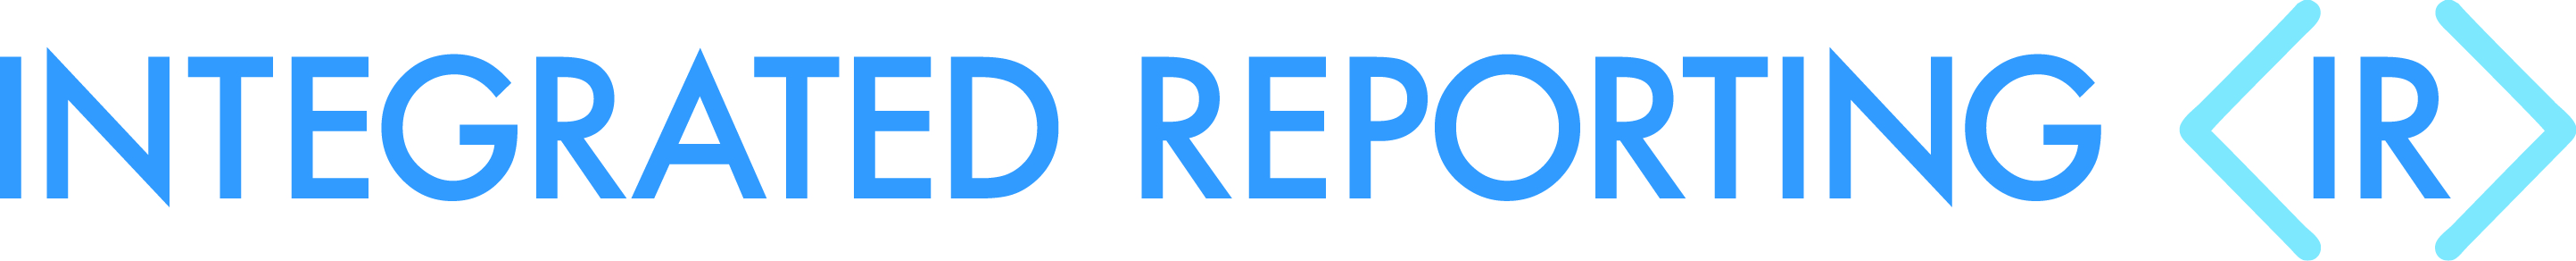 INTEGRATED REPORTING <IR>